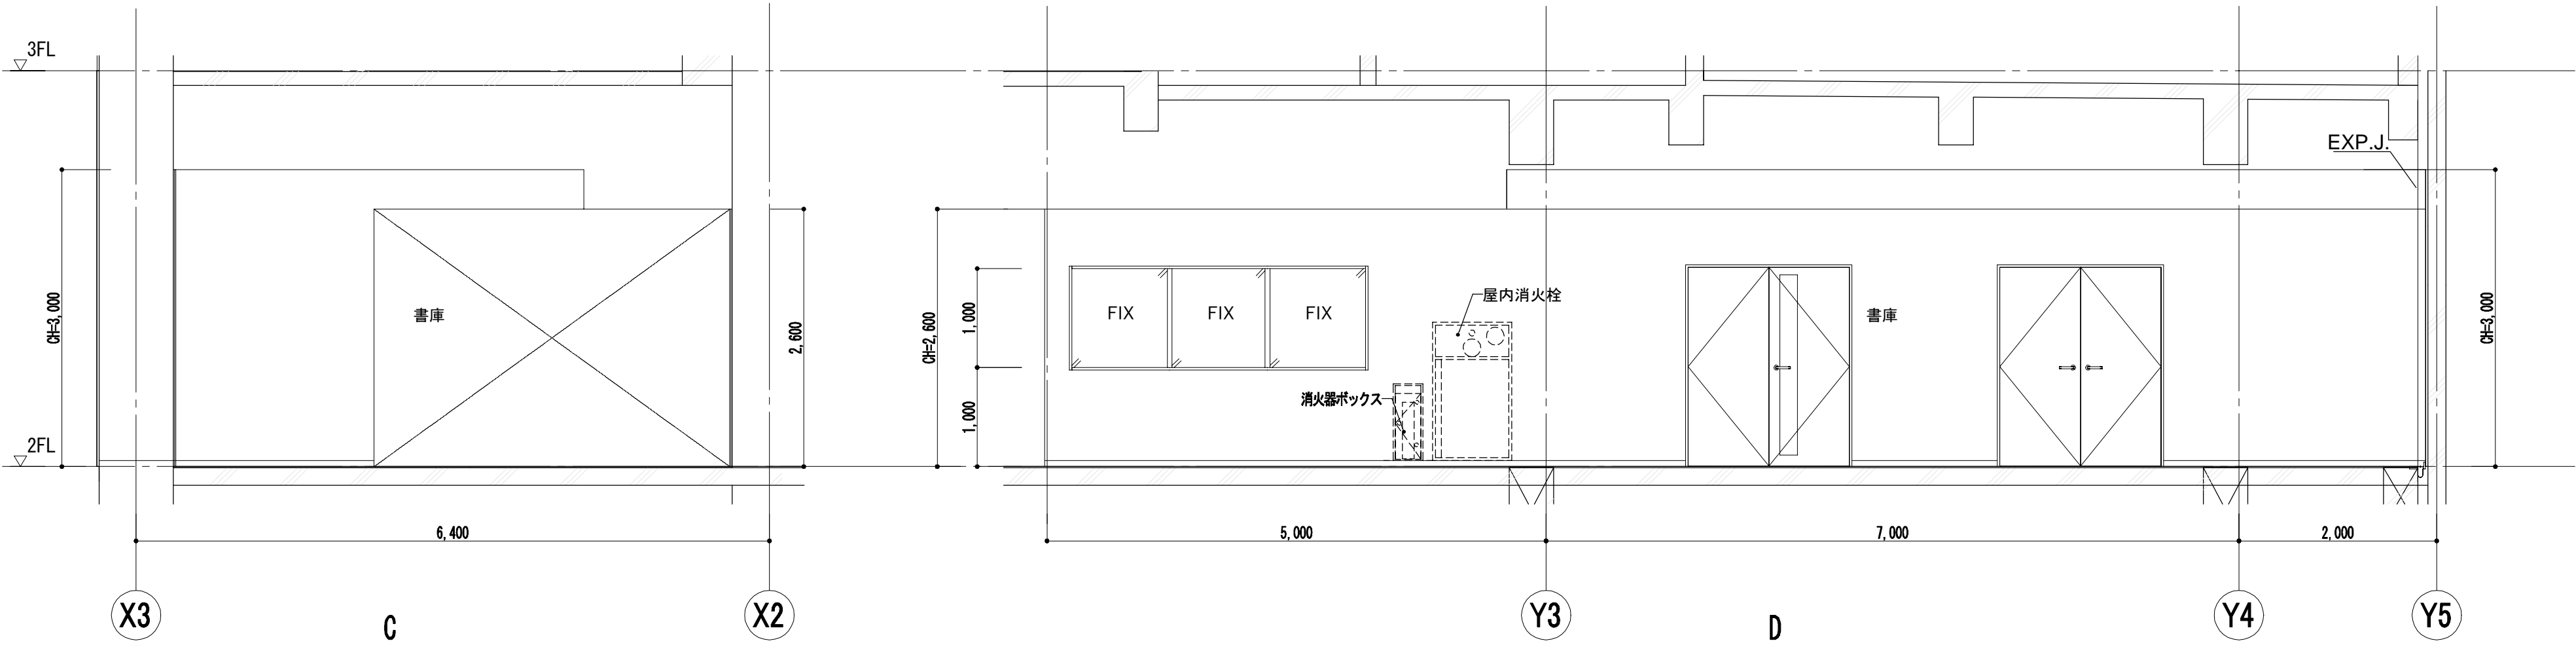 3FL
EXP.J.
CH=3,000
書庫
2,600
CH=2,600
1,000
1,000
FIX
FIX
FIX
屋内消火栓
消火器ボックス
書庫
CH=3,000
2FL
6,400
5,000
7,000
2,000
X3
X2
Y3
Y4
Y5
C
D